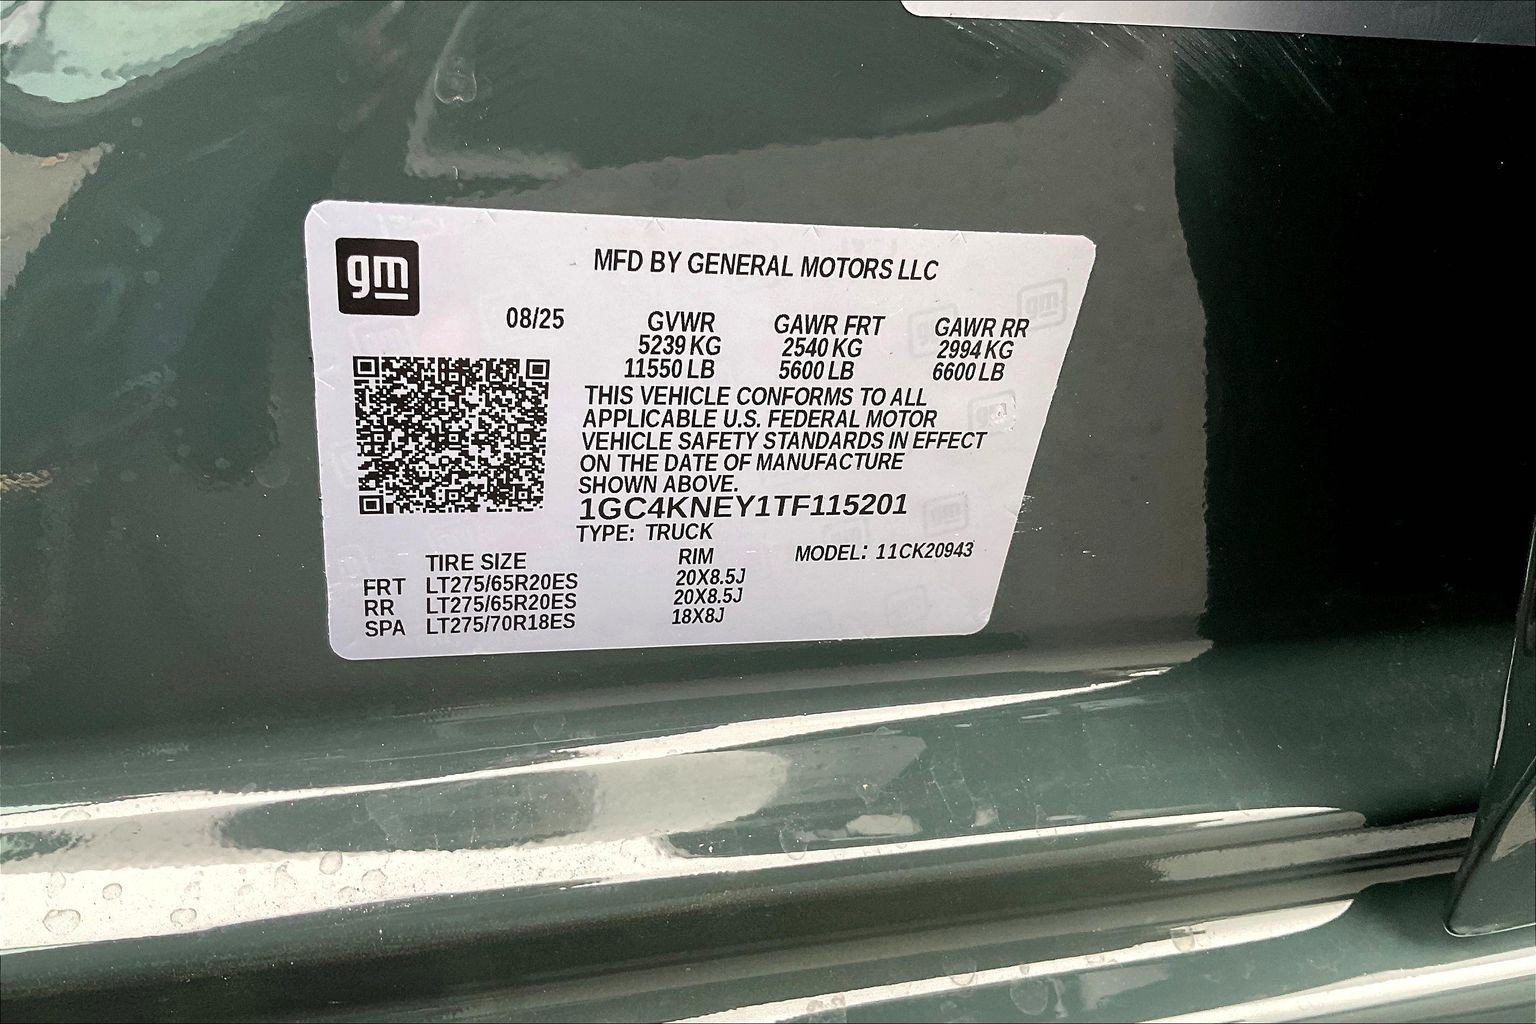 gm
MFD BY GENERAL MOTORS LLC
08/25 GVWR GAWR FRT GAWR RR
5239 KG 2540 KG 2994 KG
11550 LB 5600 LB 6600 LB
THIS VEHICLE CONFORMS TO ALL
APPLICABLE U.S. FEDERAL MOTOR
VEHICLE SAFETY STANDARDS IN EFFECT
ON THE DATE OF MANUFACTURE
SHOWN ABOVE.
1GC4KNEY1TF115201
TYPE: TRUCK
TIRE SIZE RIM MODEL: 11CK20943
FRT LT275/65R20ES 20X8.5J
RR LT275/65R20ES 20X8.5J
SPA LT275/70R18ES 18X8J